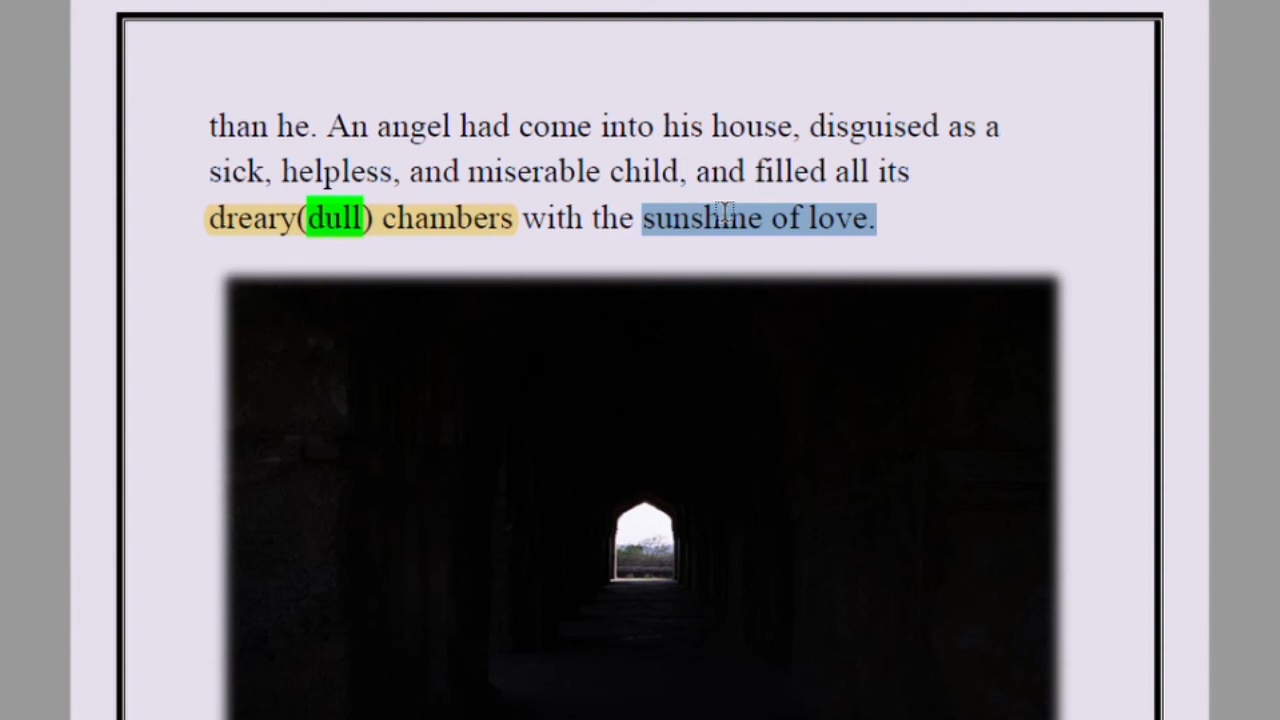 than he. An angel had come into his house, disguised as a
sick, helpless, and miserable child, and filled all its
dreary(dull) chambers with the sunshine of love.